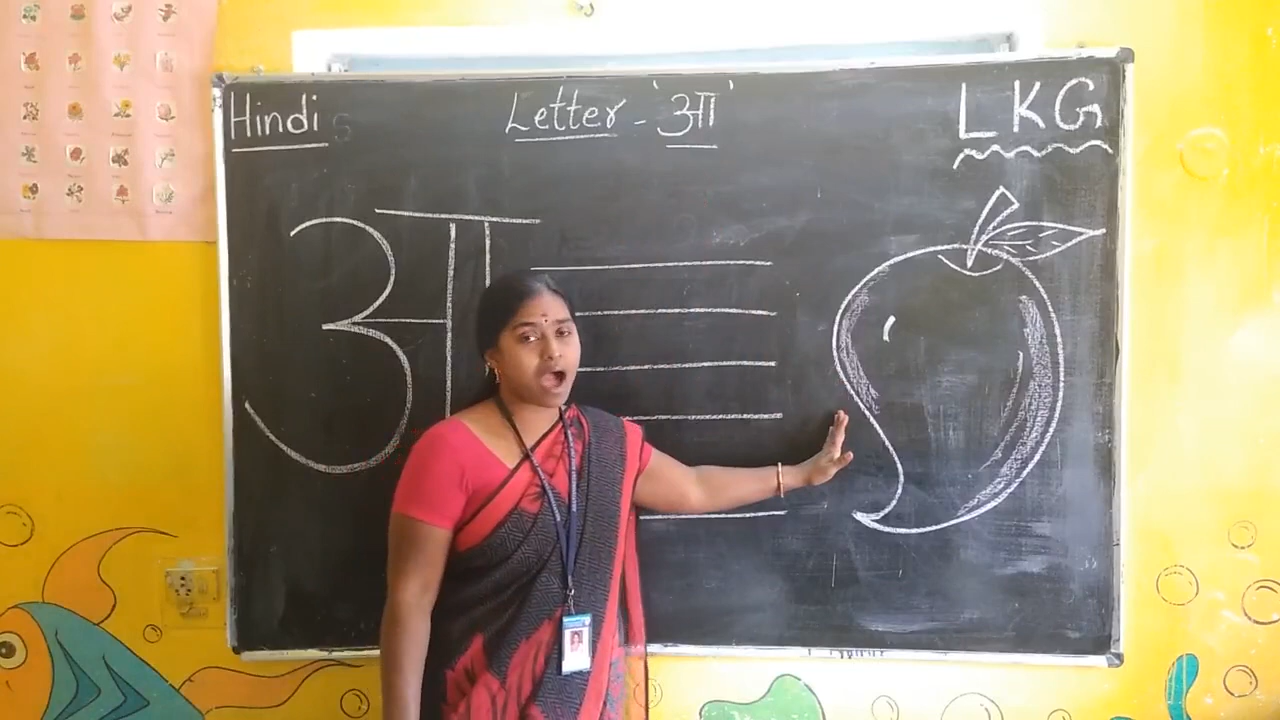 Hindi
Letter - 'आ'
LKG
आ